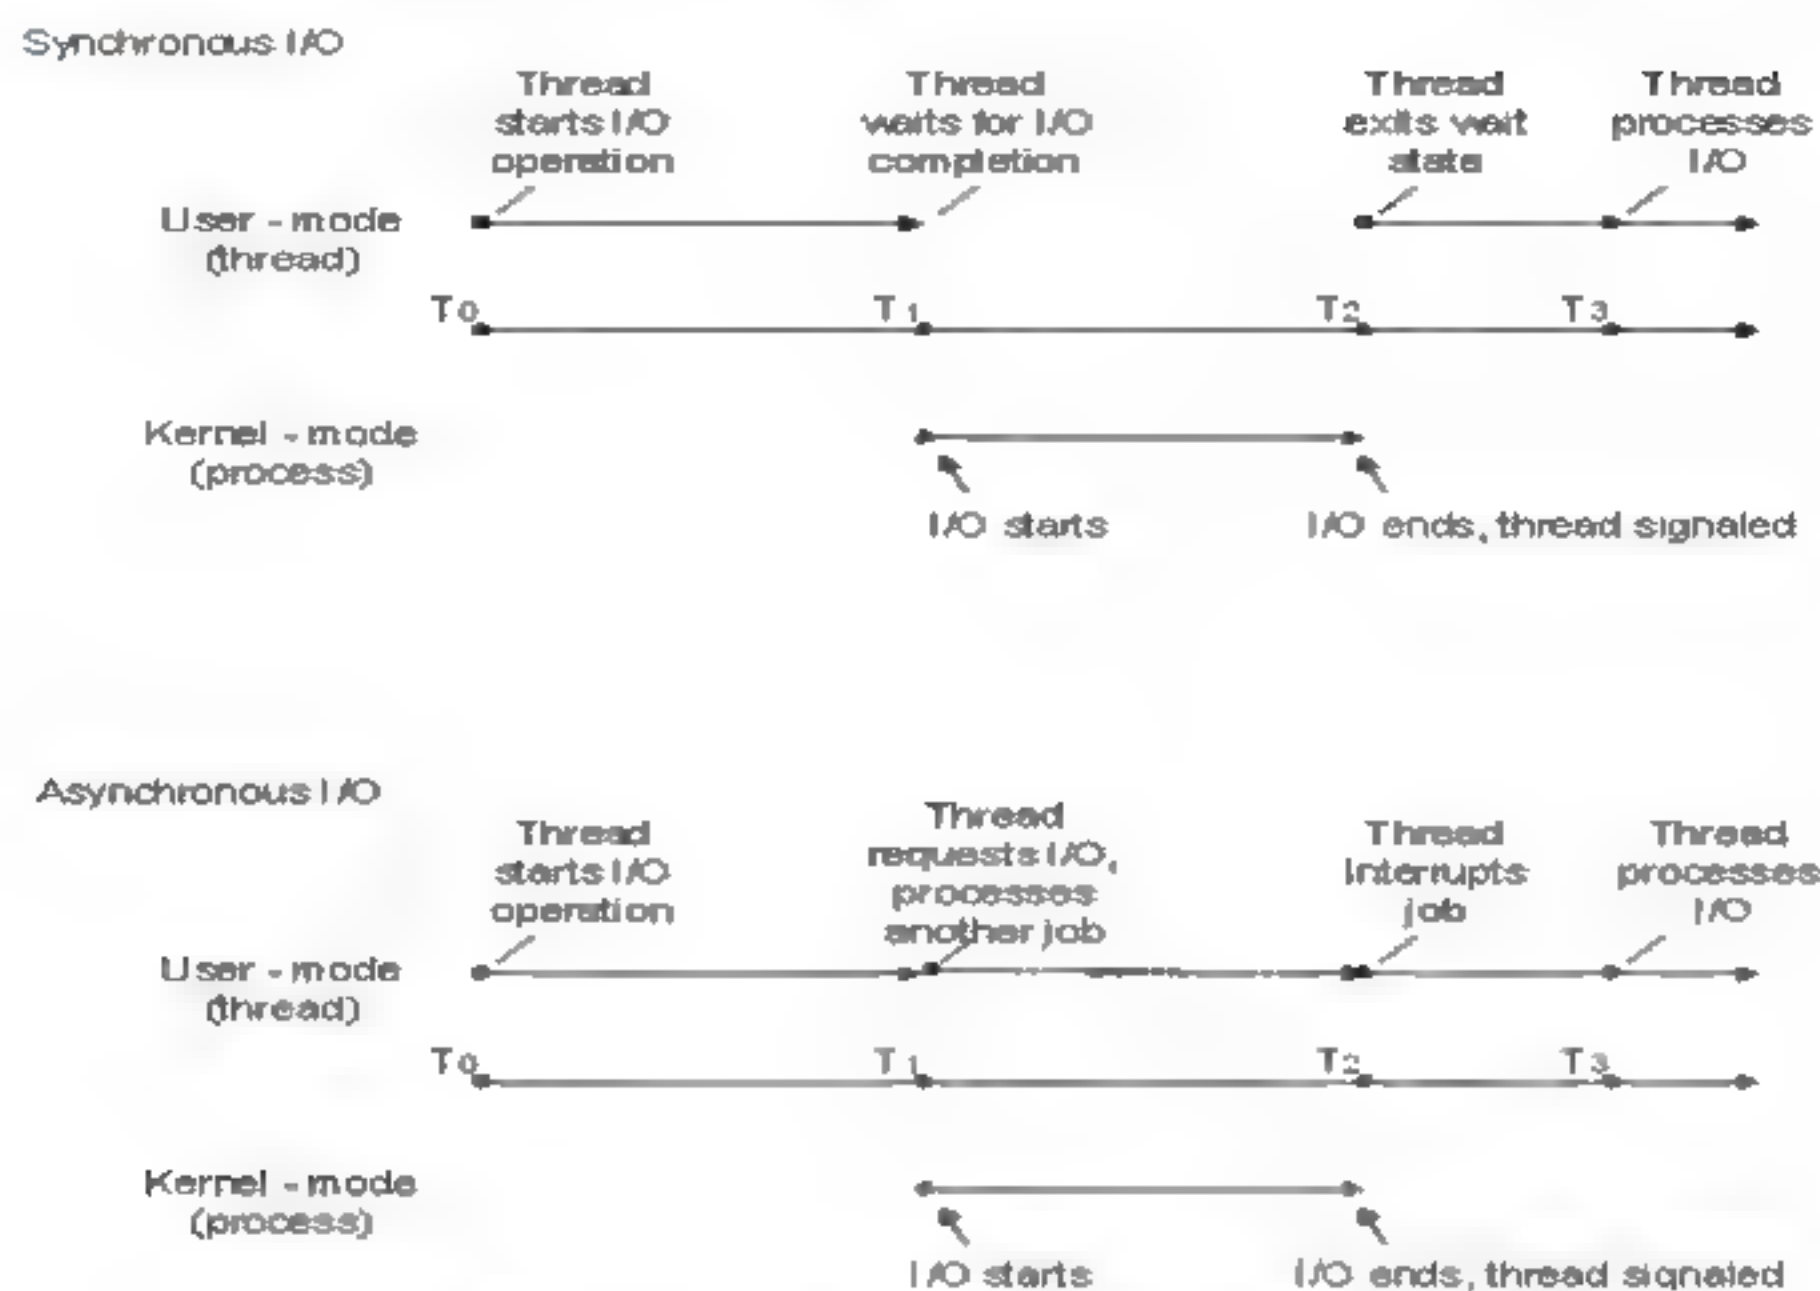 Synchronous I/O
Thread
starts I/O
operation
Thread
waits for I/O
completion
Thread
exits wait
state
Thread
processes
I/O
User - mode
(thread)
T0
T1
T2
T3
Kernel - mode
(process)
I/O starts
I/O ends, thread signaled
Asynchronous I/O
Thread
starts I/O
operation
Thread
requests I/O,
processes
another job
Thread
Interrupts
job
Thread
processes
I/O
User - mode
(thread)
T0
T1
T2
T3
Kernel - mode
(process)
I/O starts
I/O ends, thread signaled